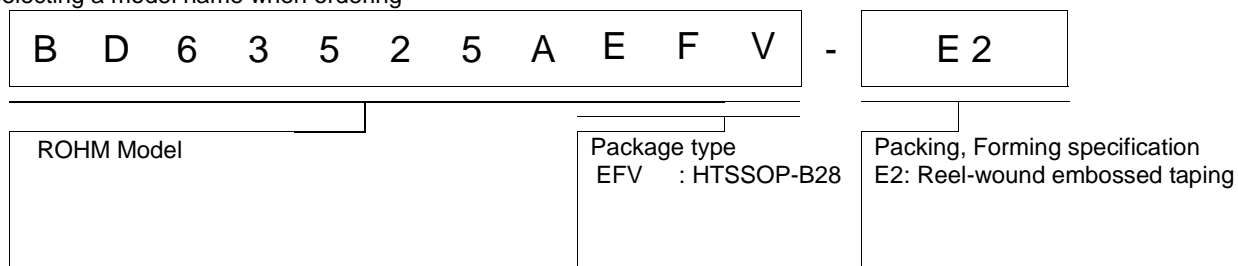 selecting a model name when ordering
B D 6 3 5 2 5 A E F V - E 2
ROHM Model
Package type
EFV : HTSSOP-B28
Packing, Forming specification
E2: Reel-wound embossed taping